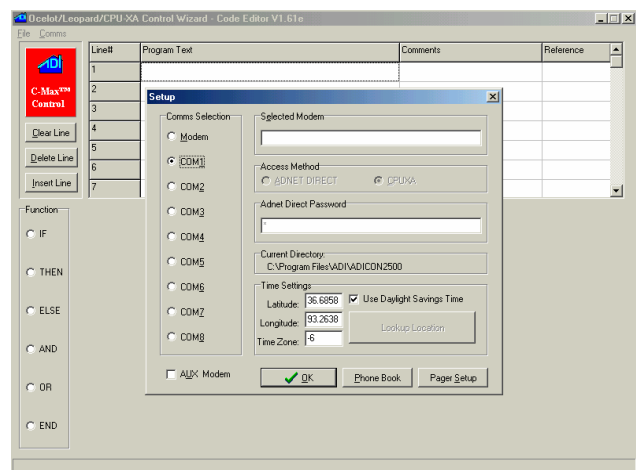 Ocelot/Leopard/CPU-XA Control Wizard - Code Editor V1.61e
File Comms
ADI
C-Max™
Control
Line# Program Text Comments Reference
1
2
3
4
5
6
7
Clear Line
Delete Line
Insert Line
Function
IF
THEN
ELSE
AND
OR
END
Setup
Comms Selection
Modem
COM1
COM2
COM3
COM4
COM5
COM6
COM7
COM8
AUX Modem
Selected Modem
Access Method
ADNET DIRECT CPUXA
Adnet Direct Password
*
Current Directory:
C:\Program Files\ADI\ADICON2500
Time Settings
Latitude: 36.6858 Use Daylight Savings Time
Longitude: 93.2638 Lookup Location
Time Zone: -6
OK Phone Book Pager Setup